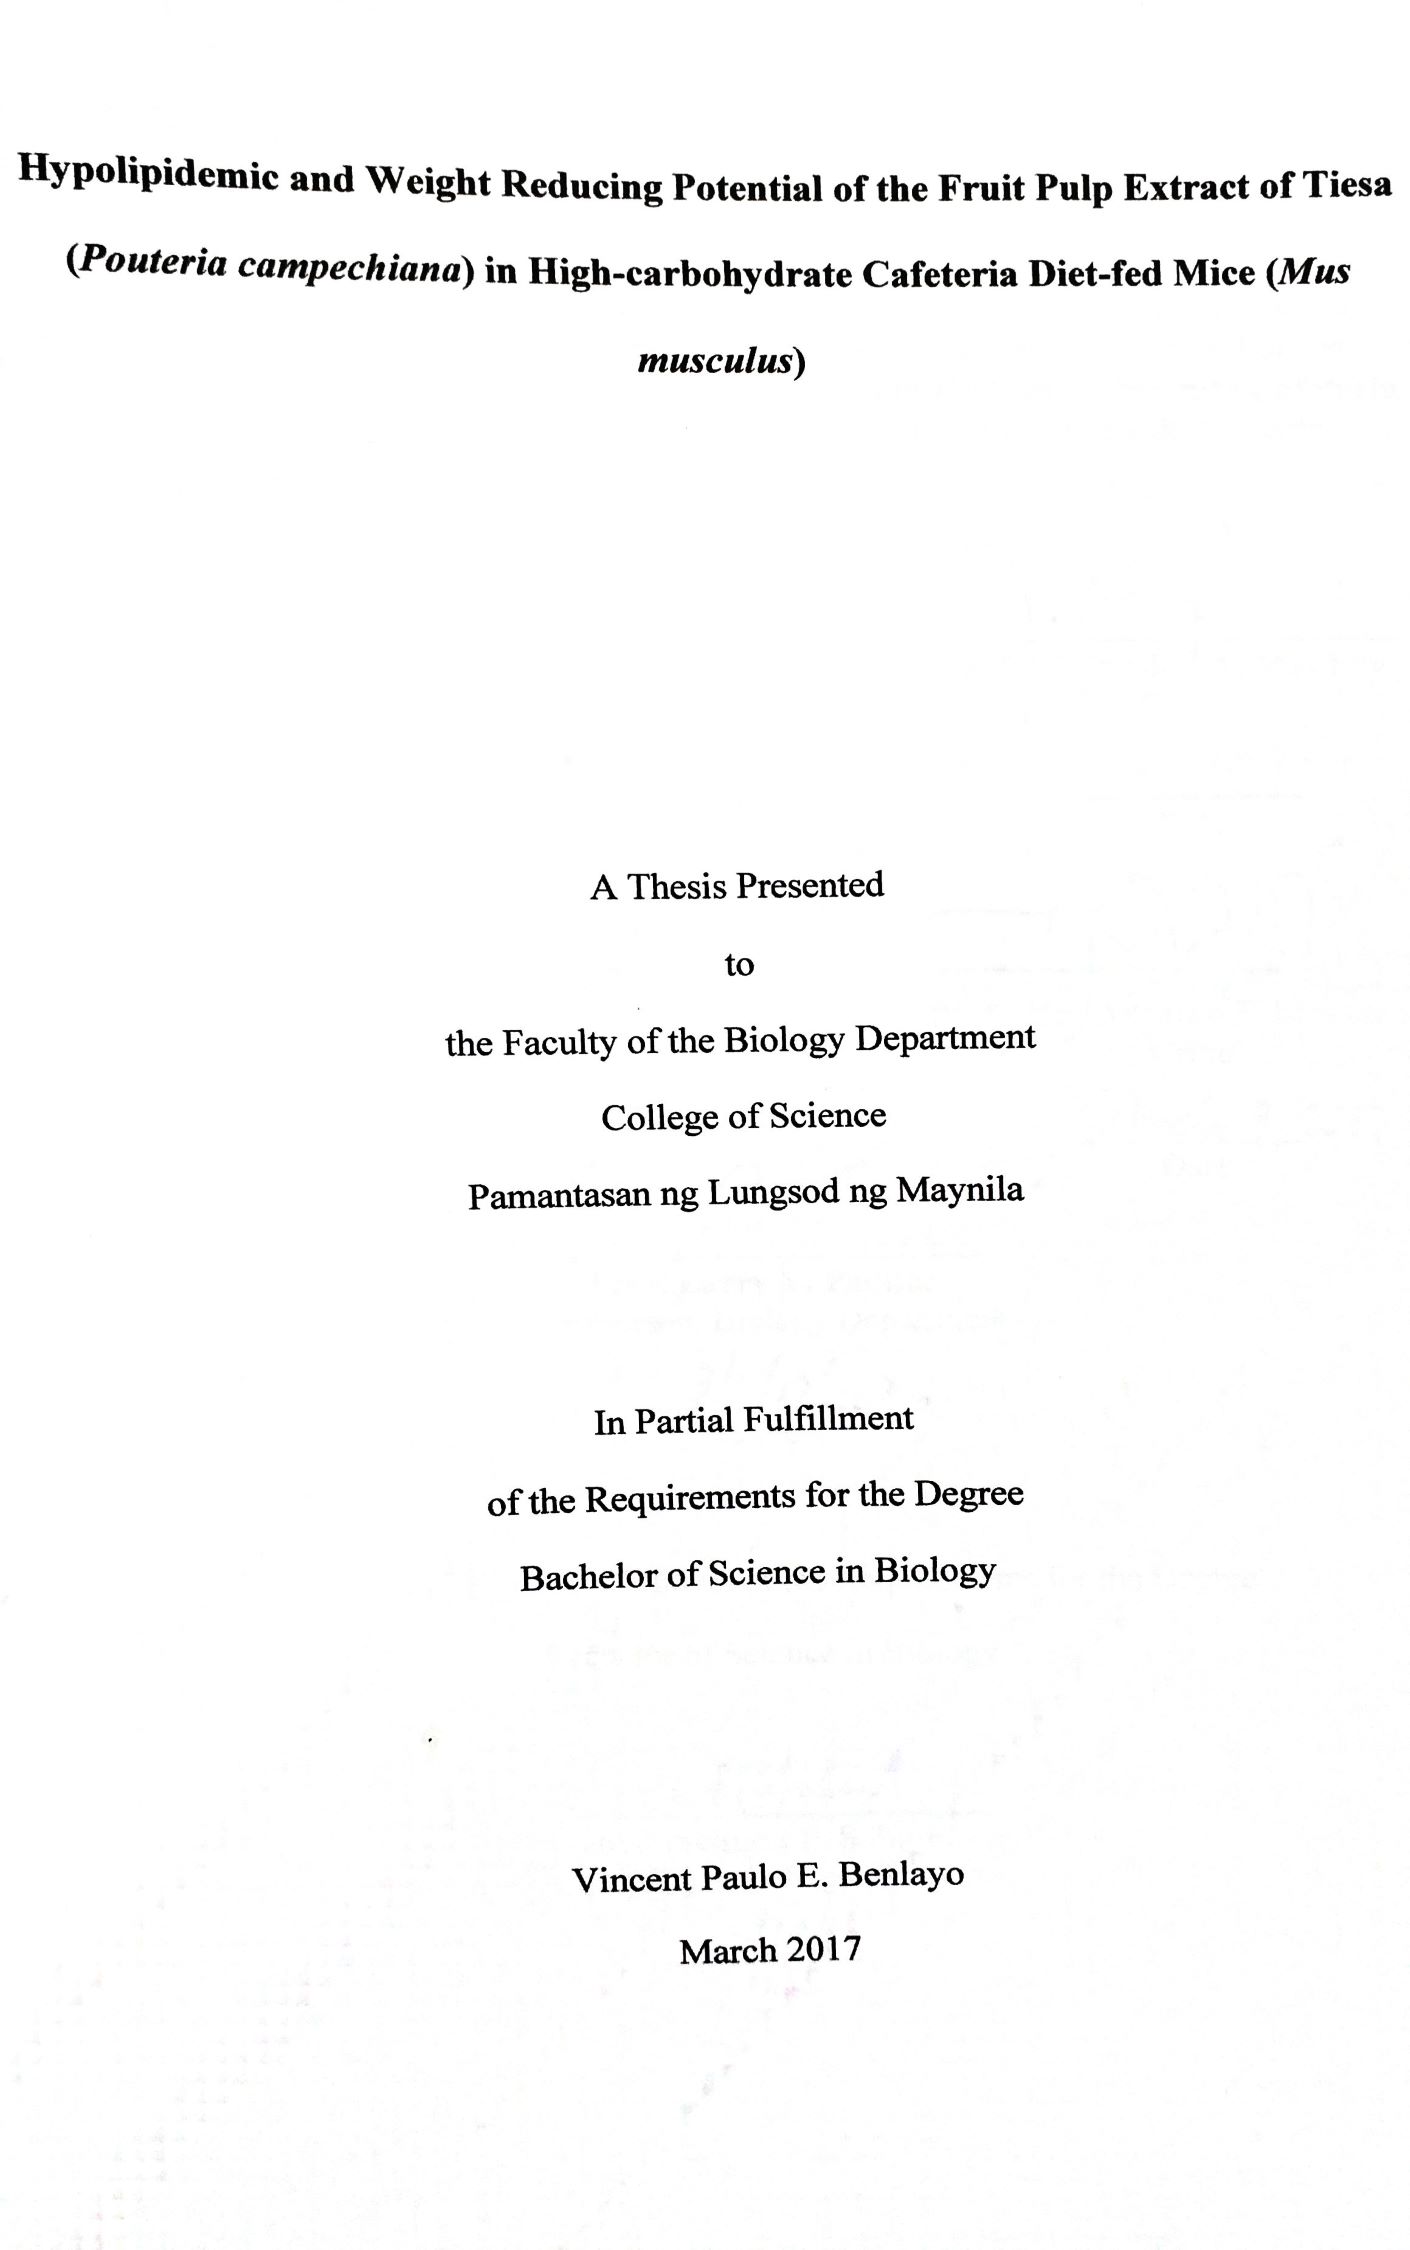 Hypolipidemic and Weight Reducing Potential of the Fruit Pulp Extract of Tiesa
(Pouteria campechiana) in High-carbohydrate Cafeteria Diet-fed Mice (Mus
musculus)
A Thesis Presented
to
the Faculty of the Biology Department
College of Science
Pamantasan ng Lungsod ng Maynila
In Partial Fulfillment
of the Requirements for the Degree
Bachelor of Science in Biology
Vincent Paulo E. Benlayo
March 2017